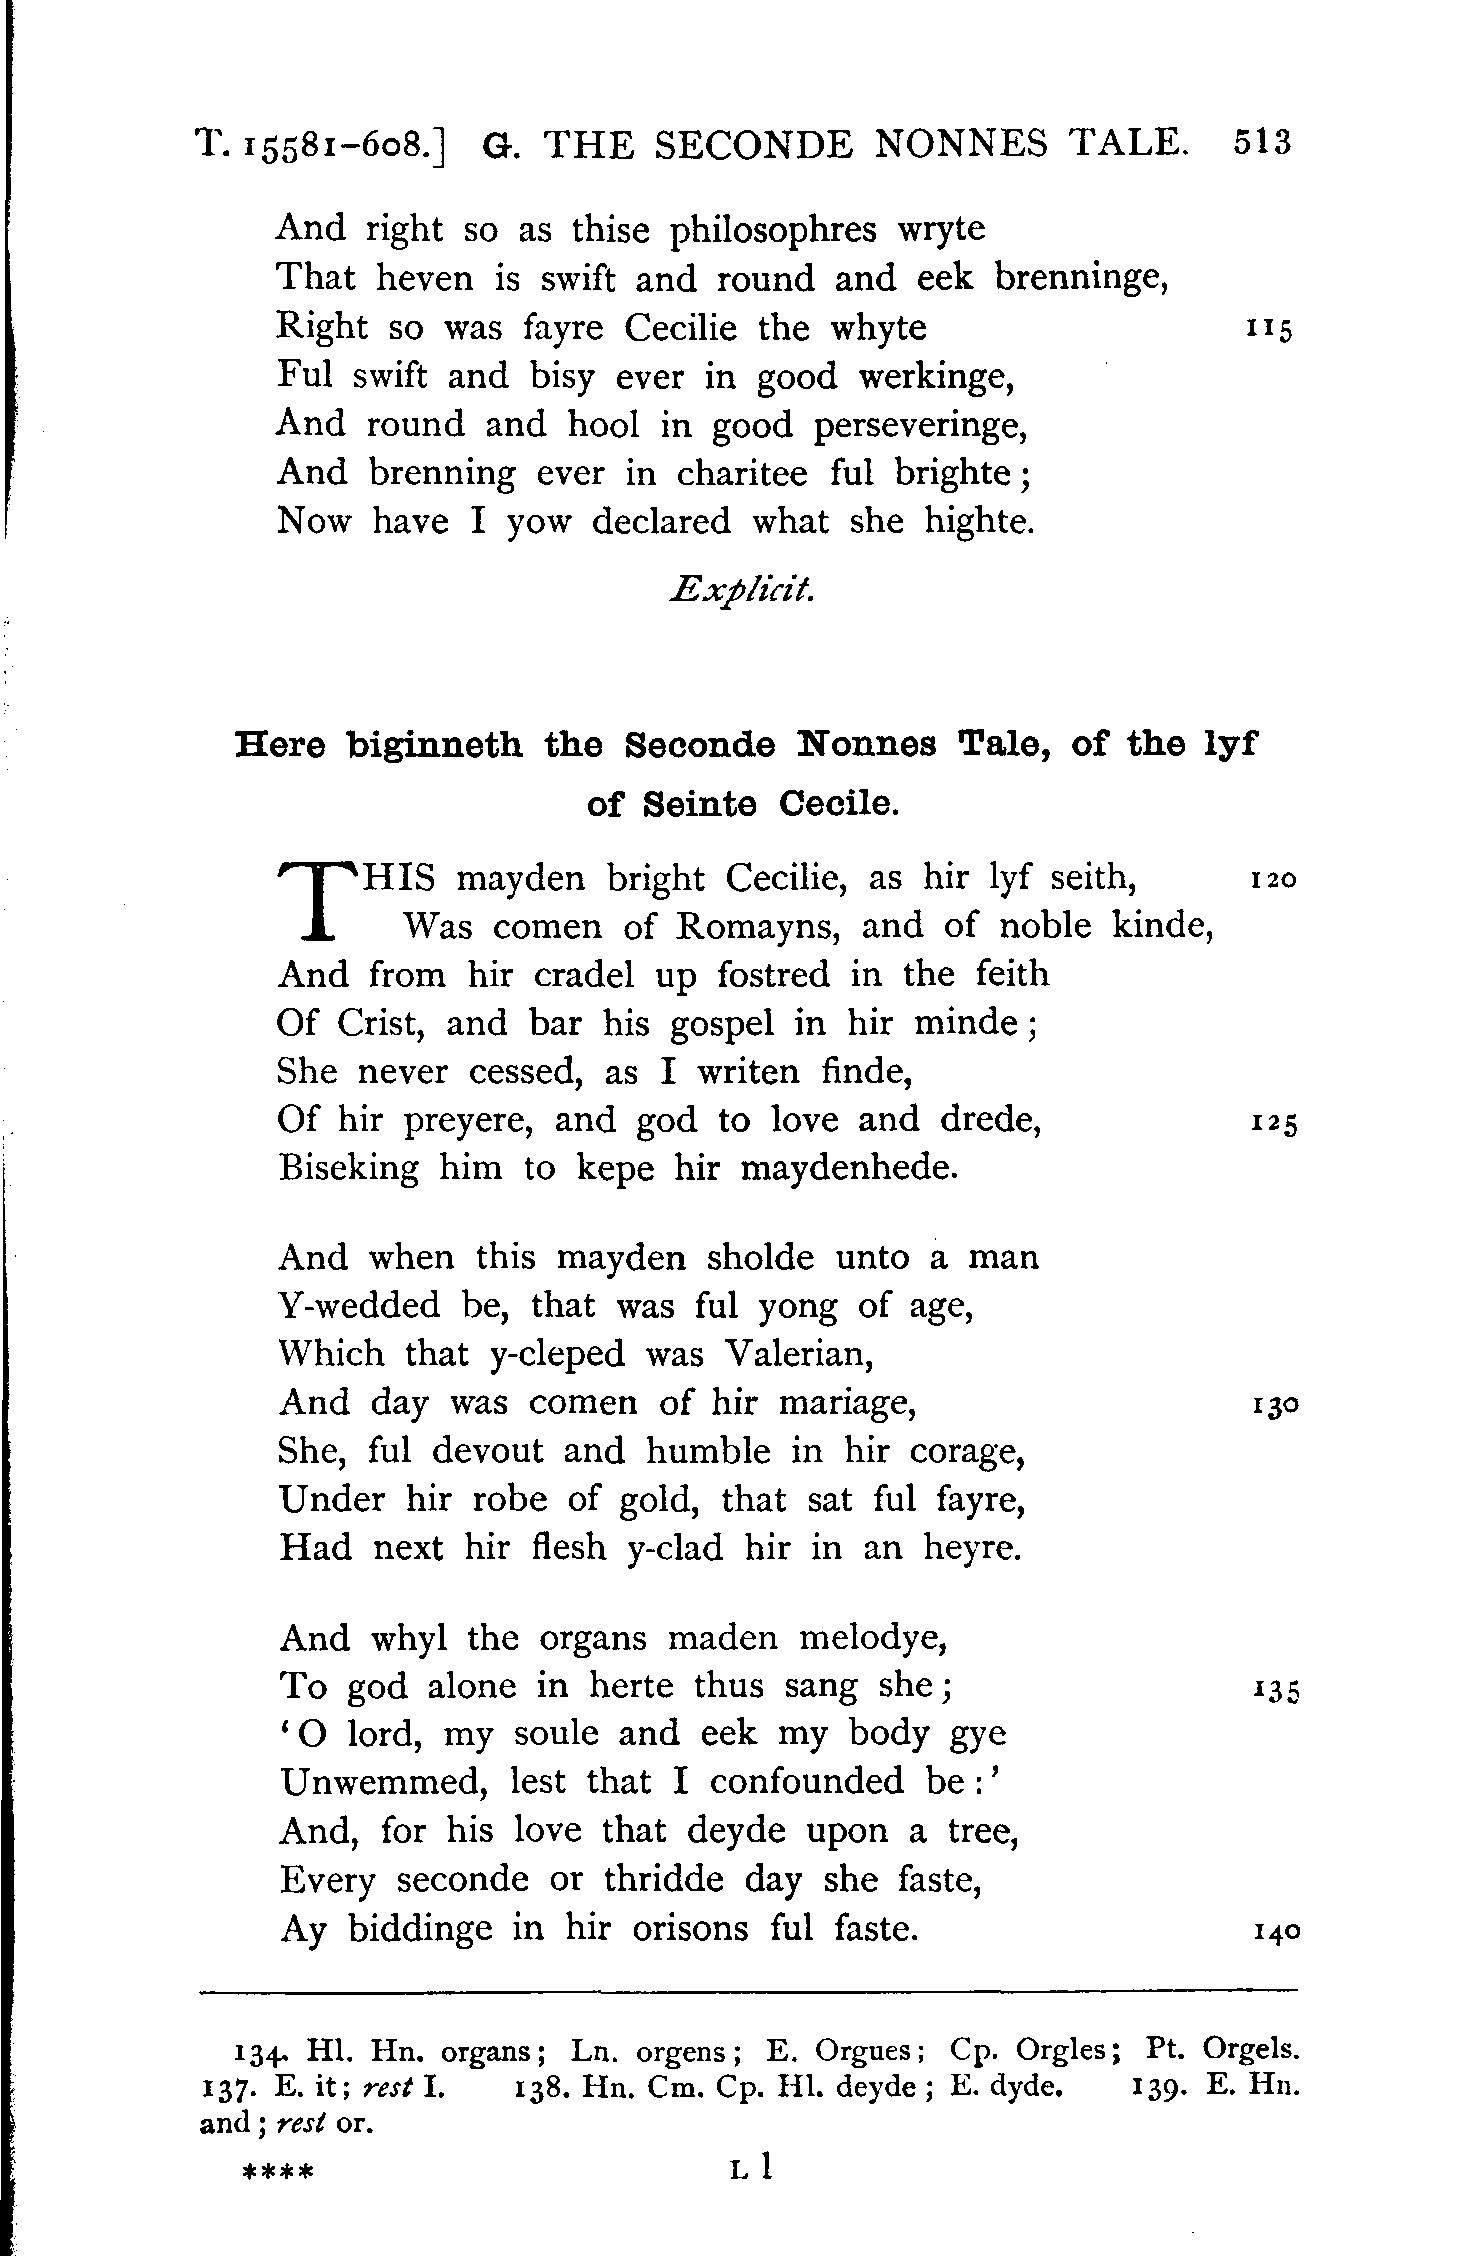 T. 15581-608.] G. THE SECONDE NONNES TALE. 513
And right so as thise philosophres wryte
That heven is swift and round and eek brenninge,
Right so was fayre Cecilie the whyte 115
Ful swift and bisy ever in good werkinge,
And round and hool in good perseveringe,
And brenning ever in charitee ful brighte ;
Now have I yow declared what she highte.
Explicit.
Here biginneth the Seconde Nonnes Tale, of the lyf
of Seinte Cecile.
THIS mayden bright Cecilie, as hir lyf seith, 120
Was comen of Romayns, and of noble kinde,
And from hir cradel up fostred in the feith
Of Crist, and bar his gospel in hir minde ;
She never cessed, as I writen finde,
Of hir preyere, and god to love and drede, 125
Biseking him to kepe hir maydenhede.
And when this mayden sholde unto a man
Y-wedded be, that was ful yong of age,
Which that y-cleped was Valerian,
And day was comen of hir mariage, 130
She, ful devout and humble in hir corage,
Under hir robe of gold, that sat ful fayre,
Had next hir flesh y-clad hir in an heyre.
And whyl the organs maden melodye,
To god alone in herte thus sang she ; 135
‘ O lord, my soule and eek my body gye
Unwemmed, lest that I confounded be : ’
And, for his love that deyde upon a tree,
Every seconde or thridde day she faste,
Ay biddinge in hir orisons ful faste. 140
134. Hl. Hn. organs ; Ln. orgens ; E. Orgues ; Cp. Orgles ; Pt. Orgels.
137. E. it ; rest I. 138. Hn. Cm. Cp. Hl. deyde ; E. dyde. 139. E. Hn.
and ; rest or.
**** L l